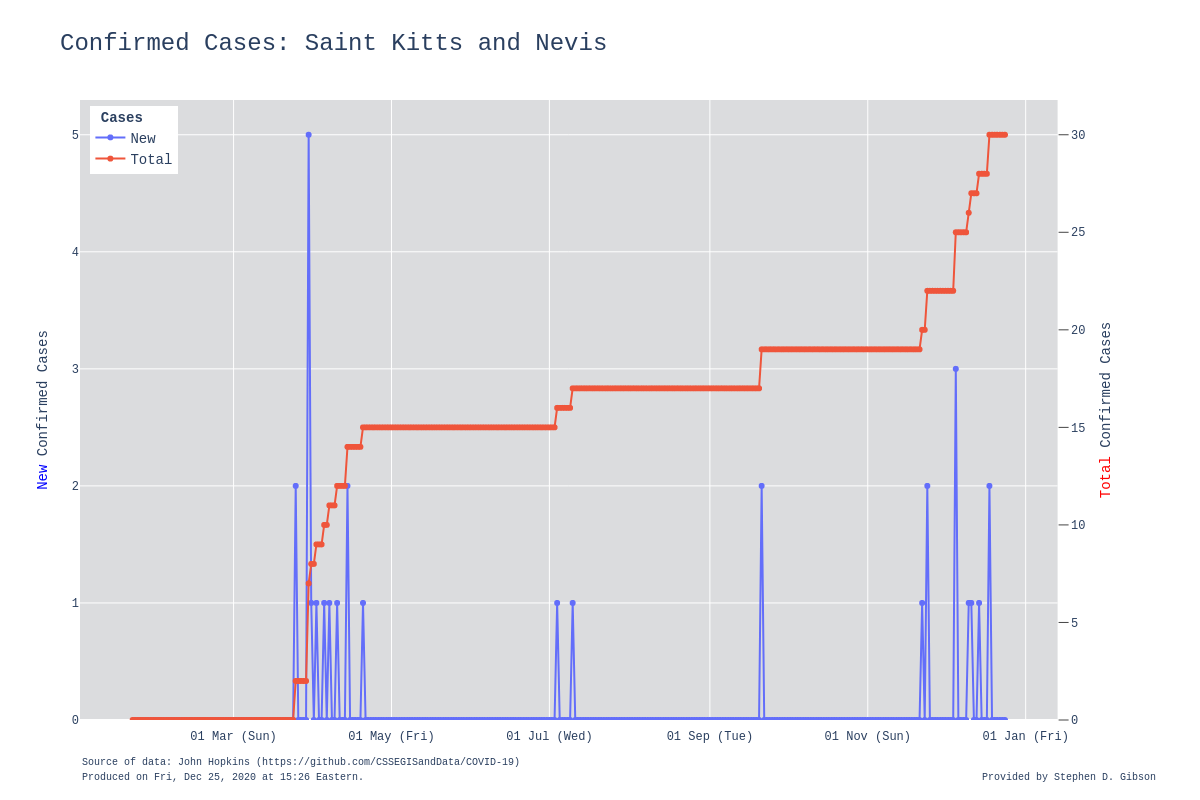 Confirmed Cases: Saint Kitts and Nevis
Cases
New
Total
5
4
3
2
1
0
New Confirmed Cases
30
25
20
15
10
5
0
Total Confirmed Cases
01 Mar (Sun)
01 May (Fri)
01 Jul (Wed)
01 Sep (Tue)
01 Nov (Sun)
01 Jan (Fri)
Source of data: John Hopkins (https://github.com/CSSEGISandData/COVID-19)
Produced on Fri, Dec 25, 2020 at 15:26 Eastern.
Provided by Stephen D. Gibson